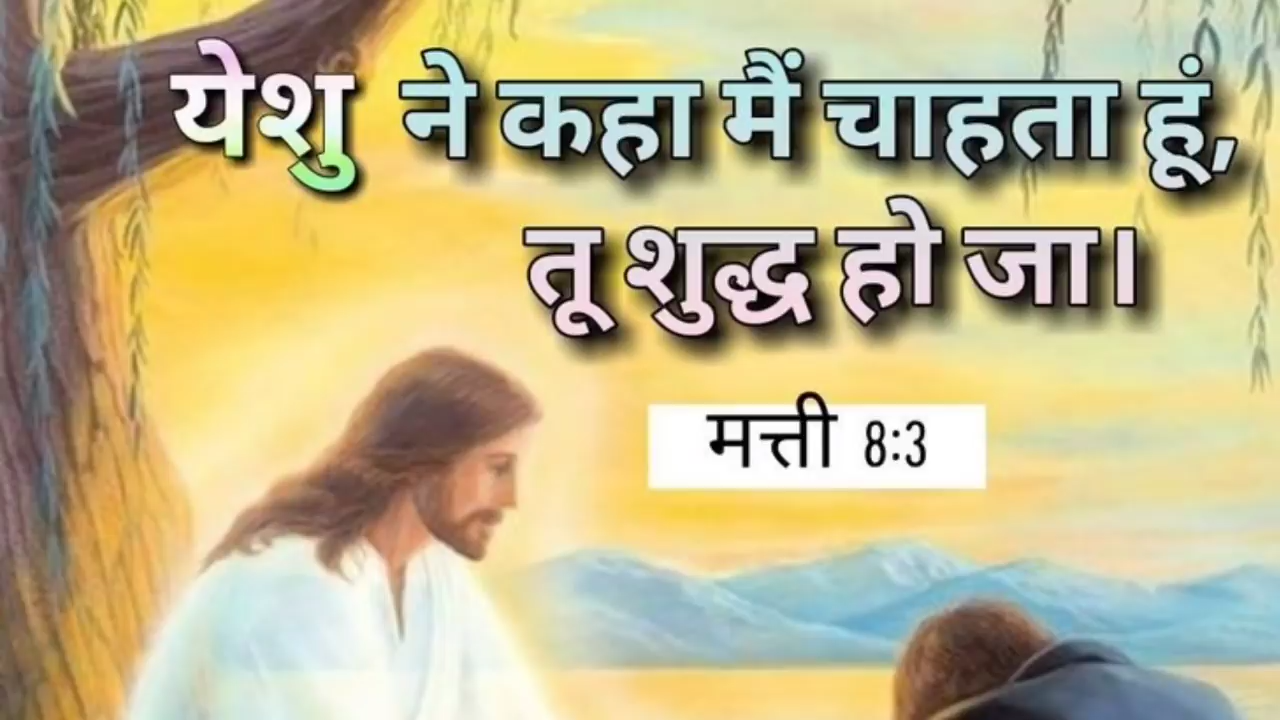 येशु ने कहा मैं चाहता हूं,
तू शुद्ध हो जा।
मत्ती 8:3